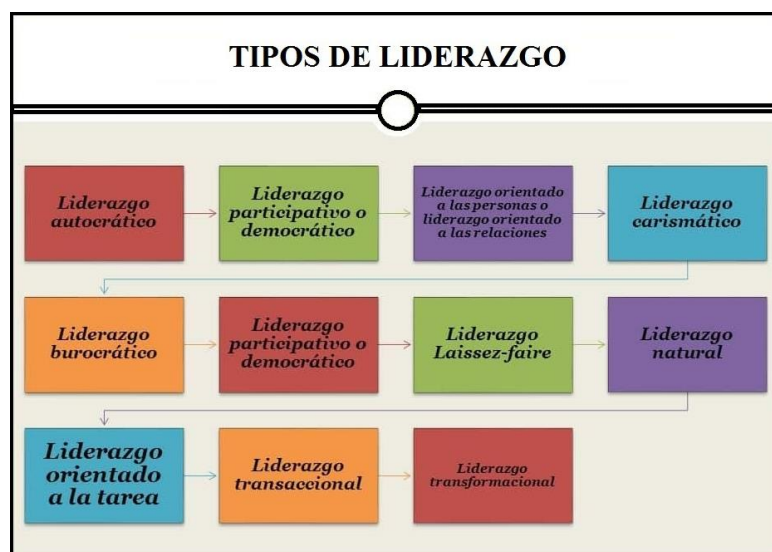 TIPOS DE LIDERAZGO
Liderazgo
autocrático
Liderazgo
participativo o
democrático
Liderazgo orientado
a las personas o
liderazgo orientado
a las relaciones
Liderazgo
carismático
Liderazgo
burocrático
Liderazgo
participativo o
democrático
Liderazgo
Laissez-faire
Liderazgo
natural
Liderazgo
orientado
a la tarea
Liderazgo
transaccional
Liderazgo
transformacional